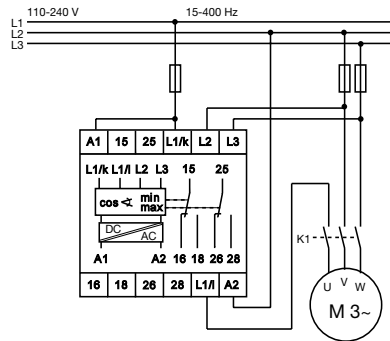 110-240 V 15-400 Hz
L1
L2
L3
A1 15 25 L1/k L2 L3
L1/k L1/l L2 L3 15 25
cos ∢ min
max
DC
AC
A1 A2 16 18 26 28
16 18 26 28 L1/l A2
K1
U V W
M 3~